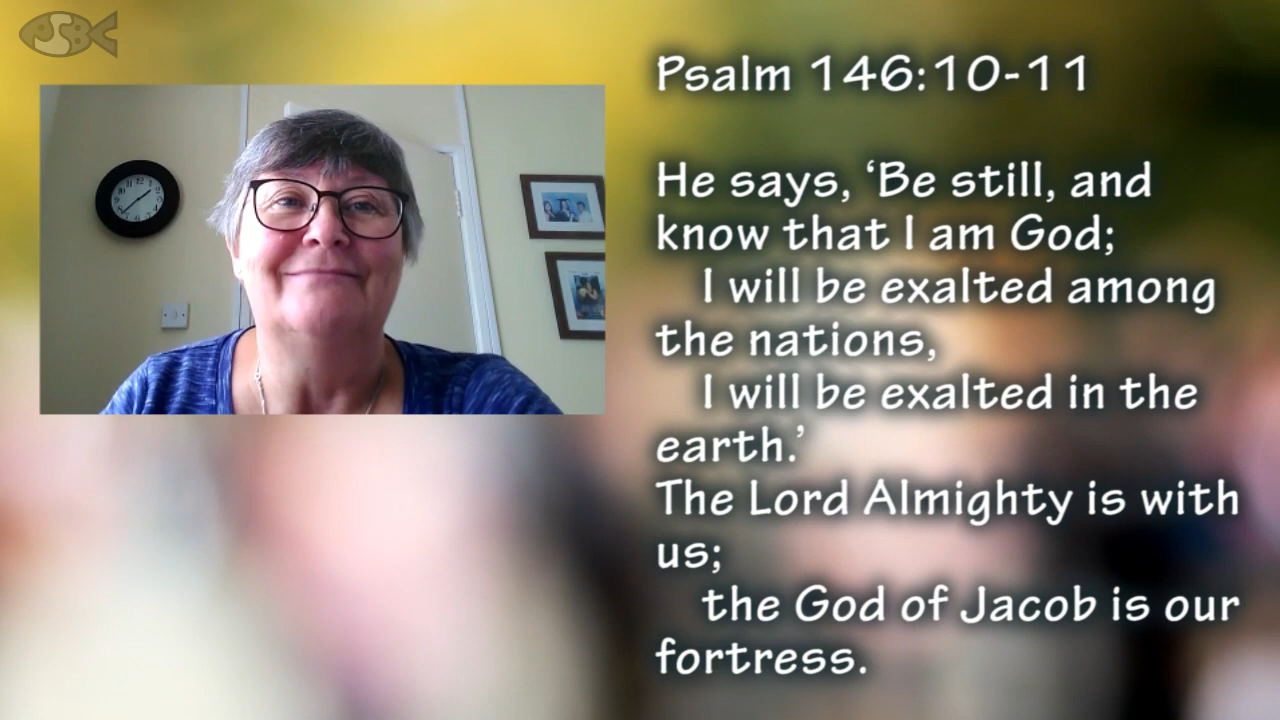 PSBC
Psalm 146:10-11
He says, ‘Be still, and
know that I am God;
I will be exalted among
the nations,
I will be exalted in the
earth.’
The Lord Almighty is with
us;
the God of Jacob is our
fortress.